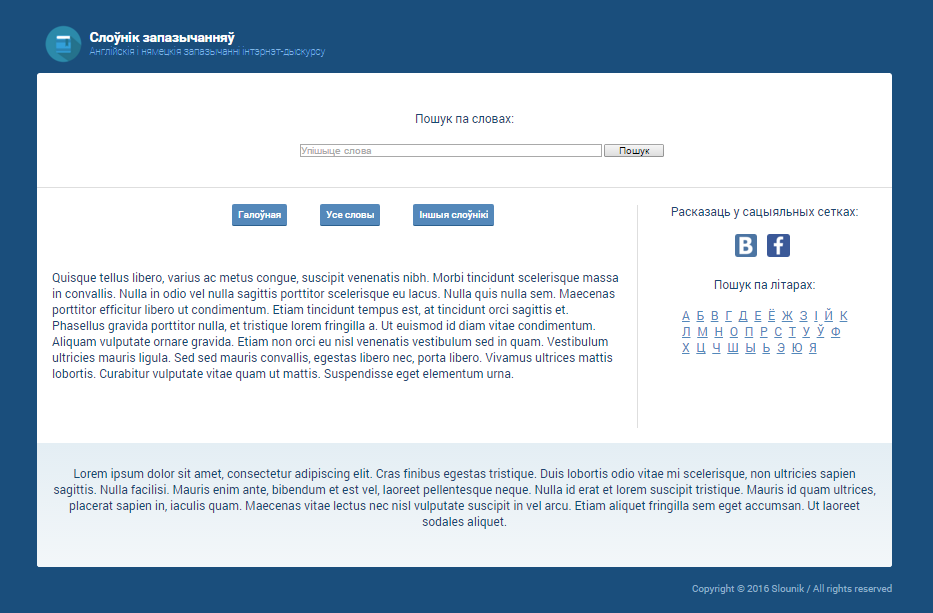 Слоўнік запазычанняў
Англійскія і нямецкія запазычанні інтэрнэт-дыскурсу
Пошук па словах:
Упішыце слова
Пошук
Галоўная
Усе словы
Іншыя слоўнікі
Quisque tellus libero, varius ac metus congue, suscipit venenatis nibh. Morbi tincidunt scelerisque massa
in convallis. Nulla in odio vel nulla sagittis porttitor scelerisque eu lacus. Nulla quis nulla sem. Maecenas
porttitor efficitur libero ut condimentum. Etiam tincidunt tempus est, at tincidunt orci sagittis et.
Phasellus gravida porttitor nulla, et tristique lorem fringilla a. Ut euismod id diam vitae condimentum.
Aliquam vulputate ornare gravida. Etiam non orci eu nisl venenatis vestibulum sed in quam. Vestibulum
ultricies mauris ligula. Sed sed mauris convallis, egestas libero nec, porta libero. Vivamus ultrices mattis
lobortis. Curabitur vulputate vitae quam ut mattis. Suspendisse eget elementum urna.
Расказаць у сацыяльных сетках:
B f
Пошук па літарах:
А Б В Г Д Е Ё Ж З І Й К
Л М Н О П Р С Т У Ў Ф
Х Ц Ч Ш Ы Ь Э Ю Я
Lorem ipsum dolor sit amet, consectetur adipiscing elit. Cras finibus egestas tristique. Duis lobortis odio vitae mi scelerisque, non ultricies sapien
sagittis. Nulla facilisi. Mauris enim ante, bibendum et est vel, laoreet pellentesque neque. Nulla id erat et lorem suscipit tristique. Mauris id quam ultrices,
placerat sapien in, iaculis quam. Maecenas vitae lectus nec nisl vulputate suscipit in vel arcu. Etiam aliquet fringilla sem eget accumsan. Ut laoreet
sodales aliquet.
Copyright © 2016 Slounik / All rights reserved